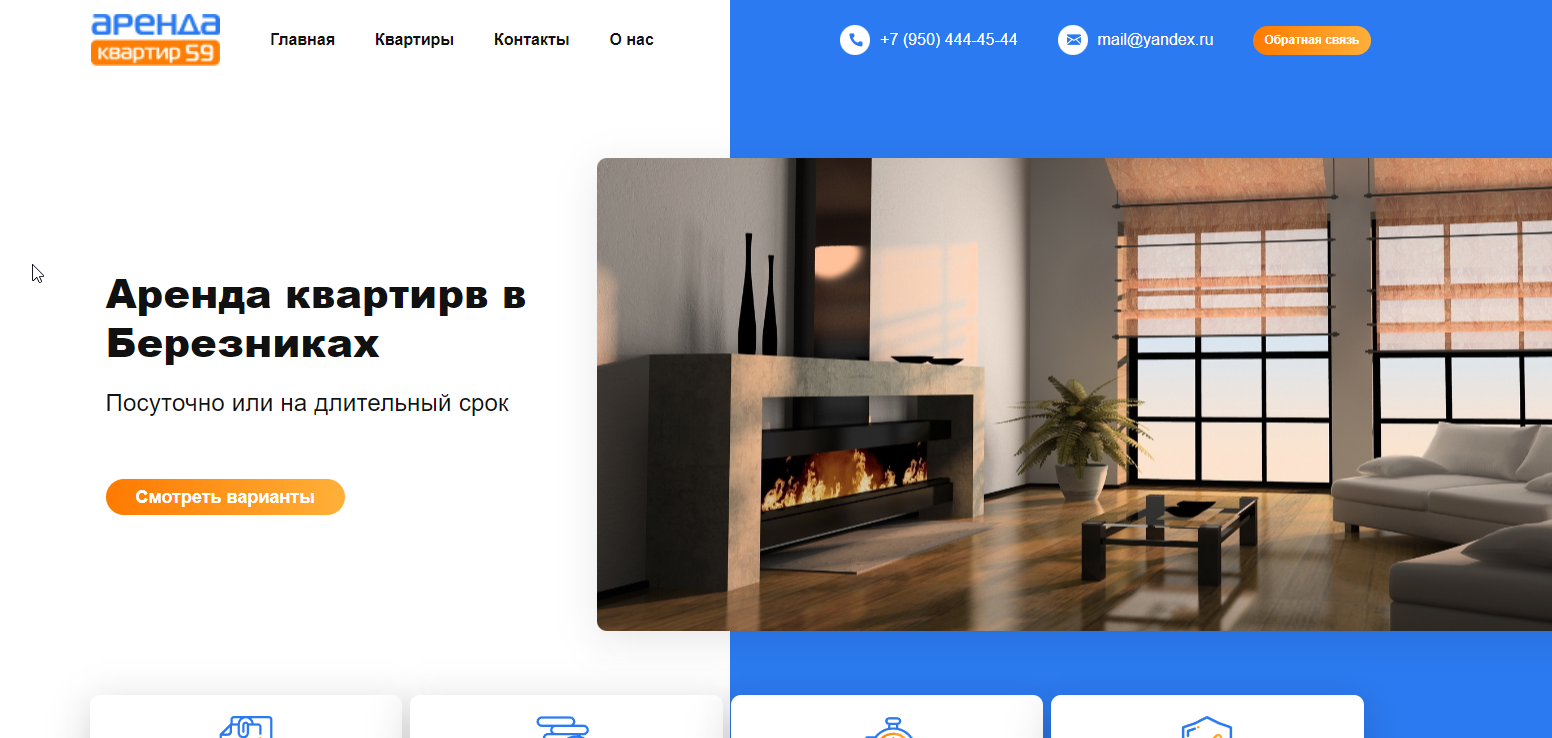 аренда
квартир 59
Главная
Квартиры
Контакты
О нас
+7 (950) 444-45-44
mail@yandex.ru
Обратная связь
Аренда квартирв в
Березниках
Посуточно или на длительный срок
Смотреть варианты